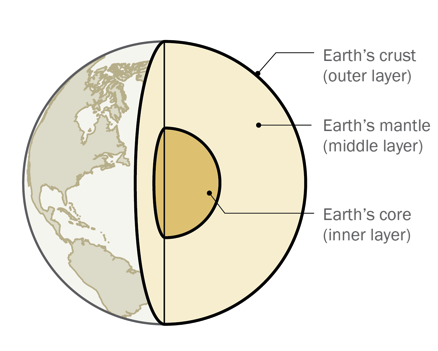 Earth’s crust
(outer layer)
Earth’s mantle
(middle layer)
Earth’s core
(inner layer)